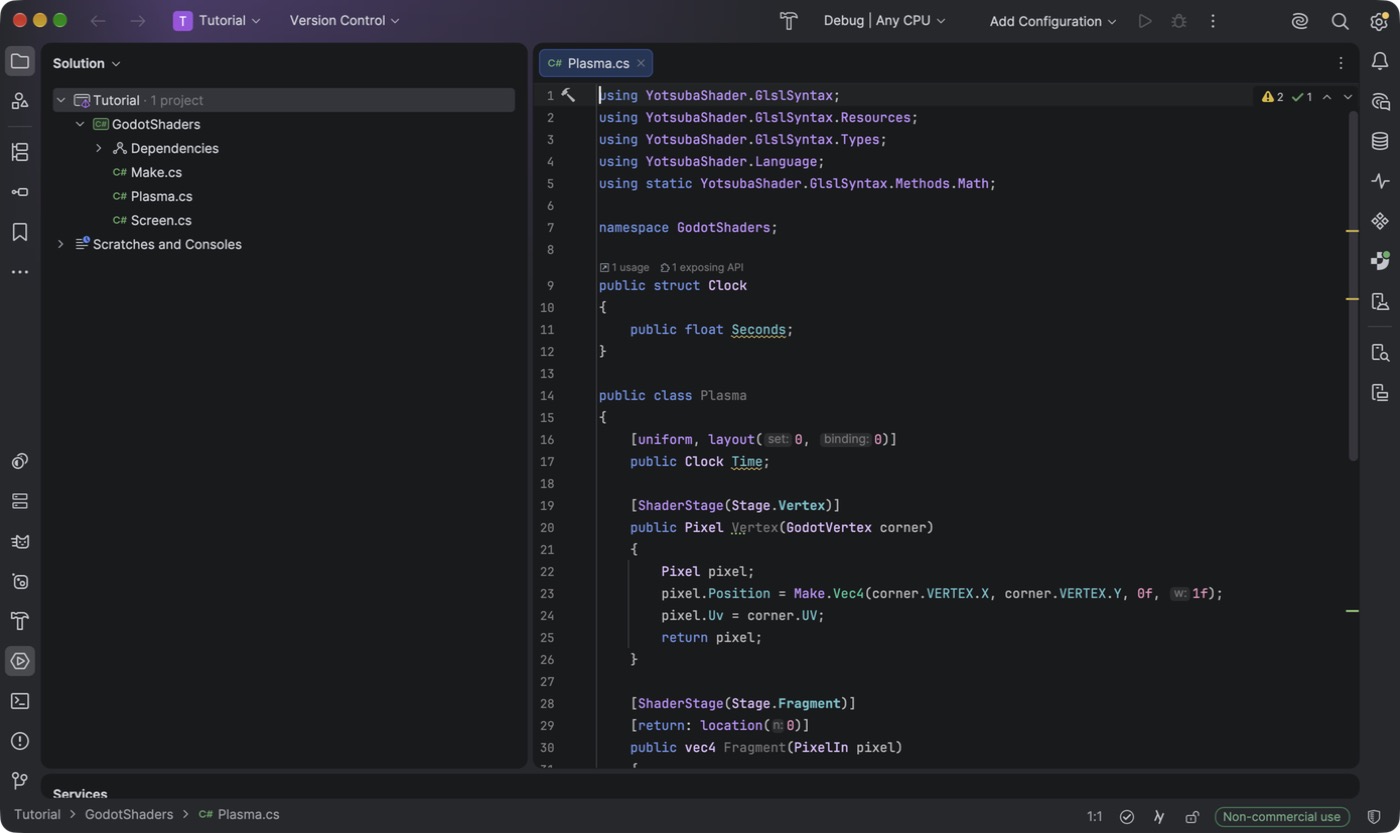 T Tutorial Version Control Debug | Any CPU Add Configuration
Solution
Tutorial · 1 project
C# GodotShaders
Dependencies
C# Make.cs
C# Plasma.cs
C# Screen.cs
Scratches and Consoles
C# Plasma.cs
1 using YotsubaShader.GlslSyntax; 2 1
2 using YotsubaShader.GlslSyntax.Resources;
3 using YotsubaShader.GlslSyntax.Types;
4 using YotsubaShader.Language;
5 using static YotsubaShader.GlslSyntax.Methods.Math;
6
7 namespace GodotShaders;
8
1 usage 1 exposing API
9 public struct Clock
10 {
11 public float Seconds;
12 }
13
14 public class Plasma
15 {
16 [uniform, layout(set:0, binding:0)]
17 public Clock Time;
18
19 [ShaderStage(Stage.Vertex)]
20 public Pixel Vertex(GodotVertex corner)
21 {
22 Pixel pixel;
23 pixel.Position = Make.Vec4(corner.VERTEX.X, corner.VERTEX.Y, 0f, w:1f);
24 pixel.Uv = corner.UV;
25 return pixel;
26 }
27
28 [ShaderStage(Stage.Fragment)]
29 [return: location(n:0)]
30 public vec4 Fragment(PixelIn pixel)
31 {
Services
Tutorial > GodotShaders > C# Plasma.cs 1:1 Non-commercial use